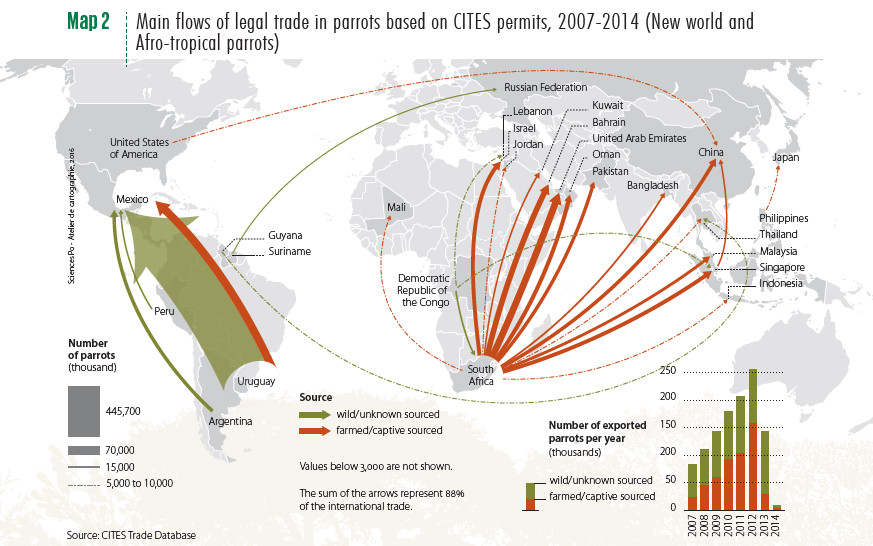 Map 2
Main flows of legal trade in parrots based on CITES permits, 2007-2014 (New world and
Afro-tropical parrots)
Russian Federation
Lebanon
Israel
Jordan
Kuwait
Bahrain
United Arab Emirates
Oman
Pakistan
Bangladesh
China
Japan
United States
of America
Mexico
Mali
Guyana
Suriname
Philippines
Thailand
Malaysia
Singapore
Indonesia
Democratic
Republic of
the Congo
Peru
Uruguay
Argentina
South
Africa
SciencesPo - Atelier de cartographie, 2016
Number
of parrots
(thousand)
445,700
70,000
15,000
5,000 to 10,000
Source
wild/unknown sourced
farmed/captive sourced
Values below 3,000 are not shown.
The sum of the arrows represent 88%
of the international trade.
Number of exported
parrots per year
(thousands)
wild/unknown sourced
farmed/captive sourced
250
200
150
200
50
0
2007
2008
2009
2010
2011
2012
2013
2014
Source: CITES Trade Database